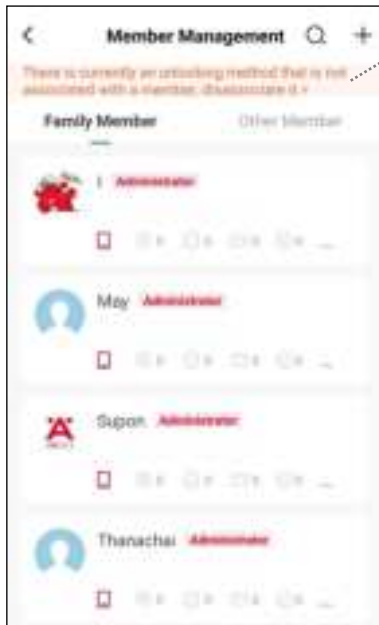 Member Management
There is currently an unlocking method that is not
associated with a member, disassociate it >
Family Member
Other Member
I Administrator
May Administrator
Supon Administrator
Thanachai Administrator